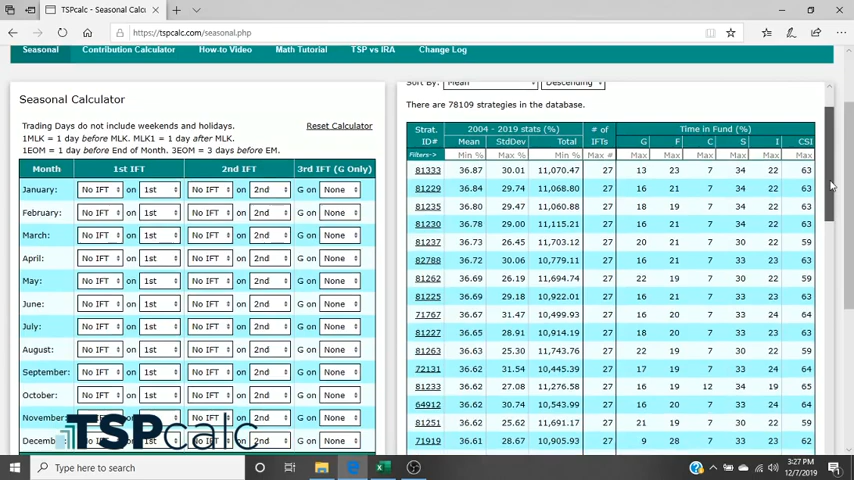 TSPcalc - Seasonal Calcu
https://tspcalc.com/seasonal.php
Seasonal Contribution Calculator How-to Video Math Tutorial TSP vs IRA Change Log
Seasonal Calculator
Trading Days do not include weekends and holidays.
1MLK = 1 day before MLK. MLK1 = 1 day after MLK.
1EOM = 1 day before End of Month. 3EOM = 3 days before EM.
Reset Calculator
Month 1st IFT 2nd IFT 3rd IFT (G Only)
January: No IFT on 1st No IFT on 2nd G on None
February: No IFT on 1st No IFT on 2nd G on None
March: No IFT on 1st No IFT on 2nd G on None
April: No IFT on 1st No IFT on 2nd G on None
May: No IFT on 1st No IFT on 2nd G on None
June: No IFT on 1st No IFT on 2nd G on None
July: No IFT on 1st No IFT on 2nd G on None
August: No IFT on 1st No IFT on 2nd G on None
September: No IFT on 1st No IFT on 2nd G on None
October: No IFT on 1st No IFT on 2nd G on None
November: No IFT on 1st No IFT on 2nd G on None
December: No IFT on 1st No IFT on 2nd G on None
TSPcalc
Sort By: Mean Descending
There are 78109 strategies in the database.
Strat. ID# 2004 - 2019 stats (%) # of IFTs Time in Fund (%)
Mean StdDev Total G F C S I CSI
Filters-> Min % Max % Min % Max # Max Max Max Max Max Max
81333 36.87 30.01 11,070.47 27 13 23 7 34 22 63
81229 36.84 29.74 11,068.80 27 16 21 7 34 22 63
81235 36.80 29.47 11,060.88 27 18 19 7 34 22 63
81230 36.78 29.00 11,115.21 27 16 21 7 34 22 63
81237 36.73 26.45 11,703.12 27 20 21 7 30 22 59
82788 36.72 30.06 10,779.11 27 16 21 7 33 22 63
81262 36.69 26.19 11,694.74 27 22 19 7 30 22 59
81225 36.69 29.18 10,922.01 27 16 21 7 33 23 63
71767 36.67 31.47 10,499.93 27 16 20 7 33 24 64
81227 36.65 28.91 10,914.19 27 18 20 7 33 22 63
81263 36.63 25.30 11,743.76 27 22 19 7 30 22 59
72131 36.62 31.54 10,445.39 27 17 19 7 33 24 64
81233 36.62 27.08 11,276.58 27 16 19 12 34 19 65
64912 36.62 30.74 10,543.99 27 16 20 7 33 24 64
81251 36.62 25.62 11,691.17 27 21 19 7 30 22 59
71919 36.61 28.67 10,905.93 27 9 28 7 33 23 62
Type here to search
3:27 PM
12/7/2019